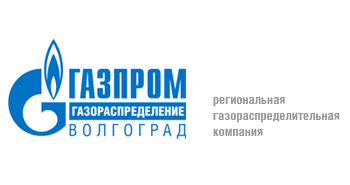 ГАЗПРОМ
ГАЗОРАСПРЕДЕЛЕНИЕ
ВОЛГОГРАД
региональная
газораспределительная
компания